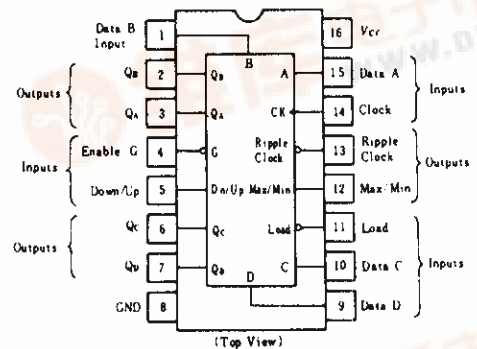 Data B
Input
1
16
Vcc
B
QB
2
QB
A
15
Data A
Outputs
Inputs
QA
3
QA
CK
14
Clock
Enable G
4
G
Ripple
Clock
13
Ripple
Clock
Inputs
Outputs
Down/Up
5
Dn/Up Max/Min
12
Max/Min
Qc
6
Qc
Load
11
Load
Outputs
Inputs
QD
7
QD
C
10
Data C
D
GND
8
9
Data D
(Top View)